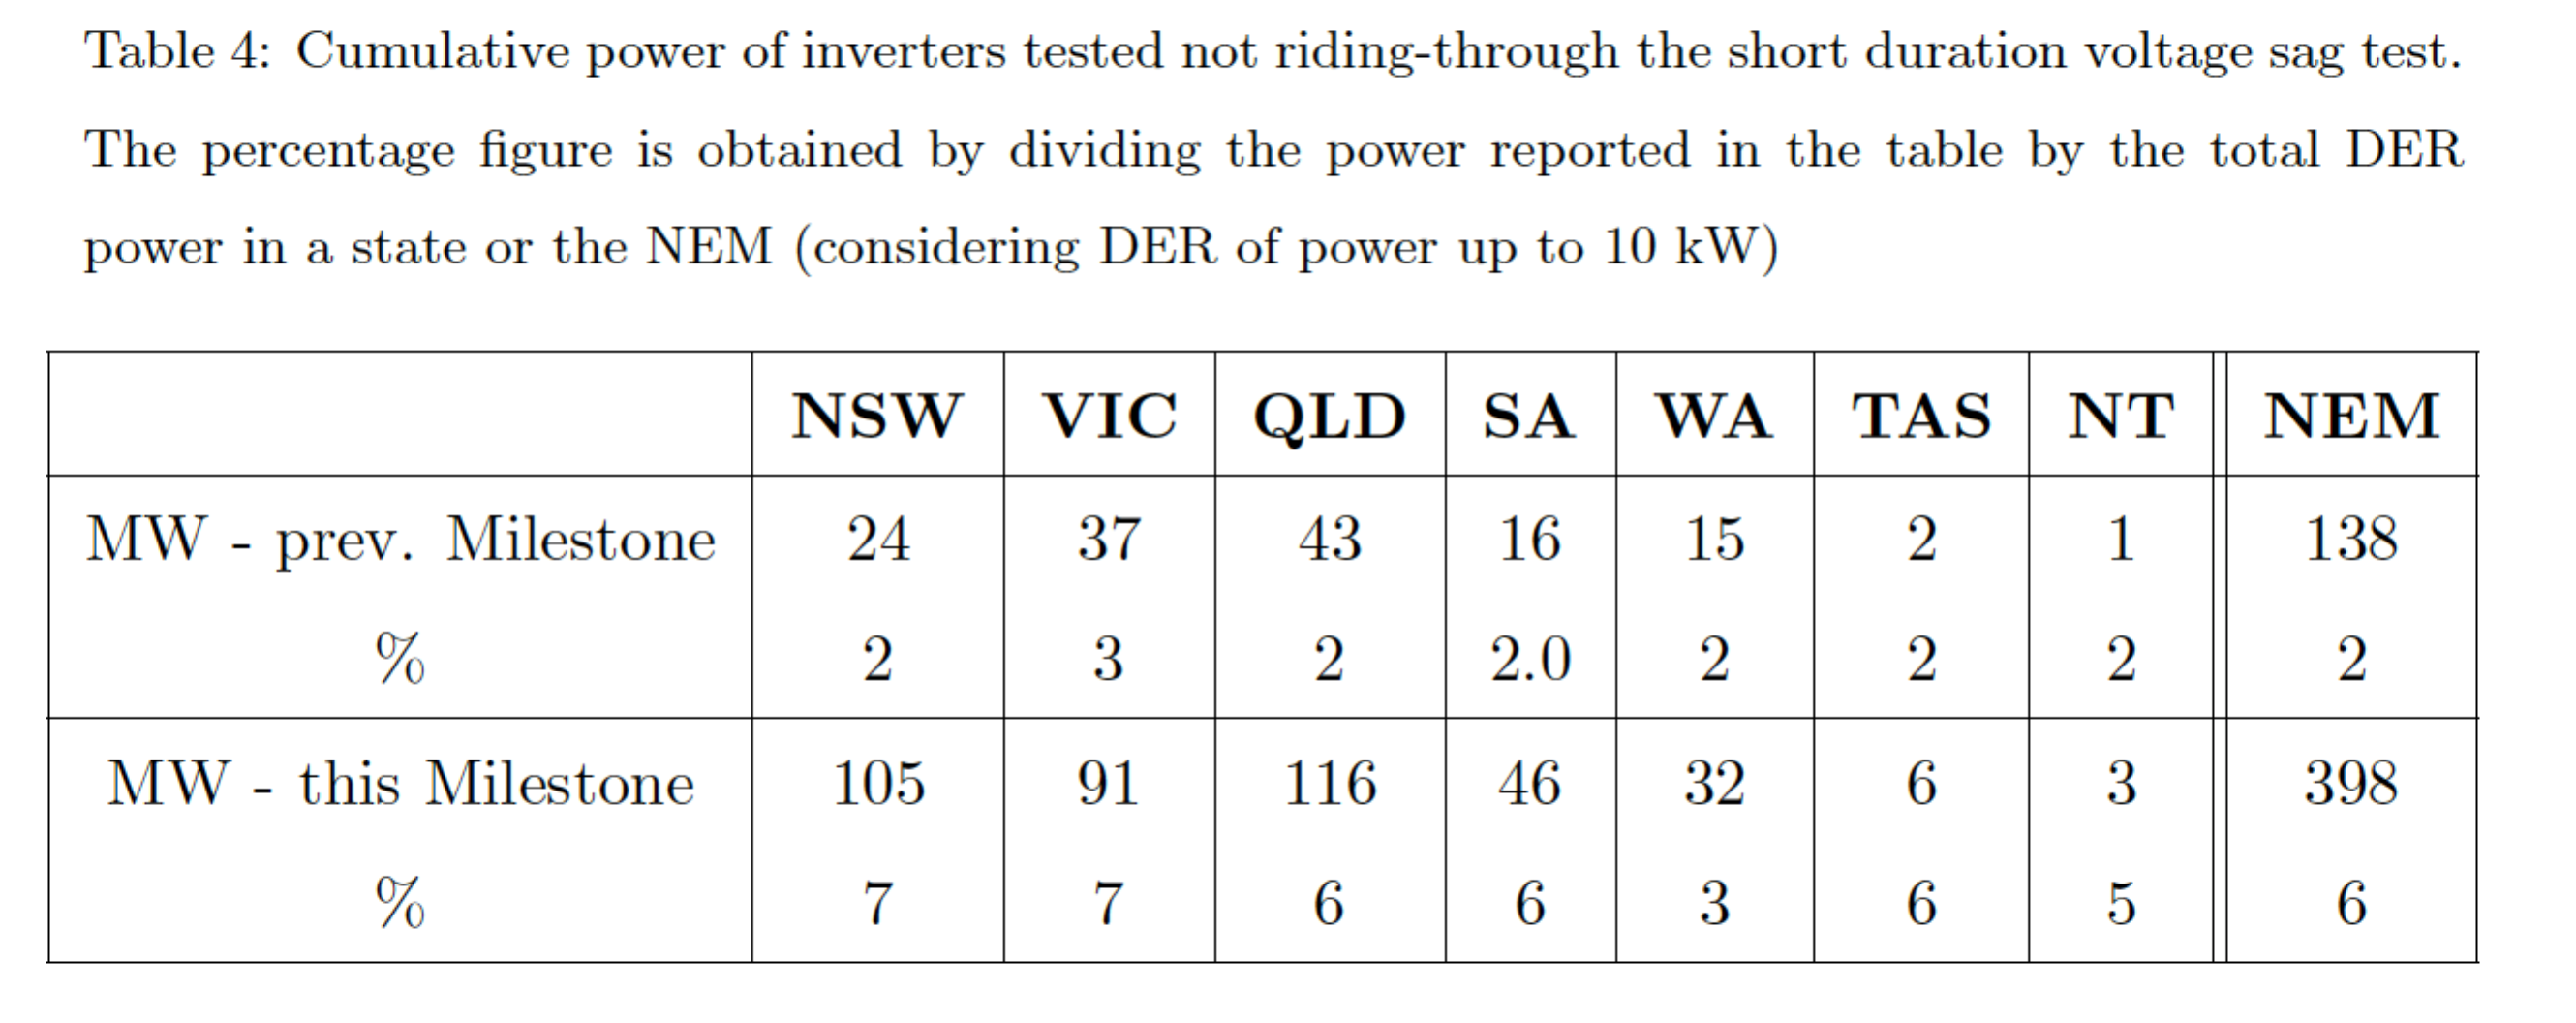 Table 4: Cumulative power of inverters tested not riding-through the short duration voltage sag test.
The percentage figure is obtained by dividing the power reported in the table by the total DER
power in a state or the NEM (considering DER of power up to 10 kW)
NSW VIC QLD SA WA TAS NT NEM
MW - prev. Milestone 24 37 43 16 15 2 1 138
% 2 3 2 2.0 2 2 2 2
MW - this Milestone 105 91 116 46 32 6 3 398
% 7 7 6 6 3 6 5 6